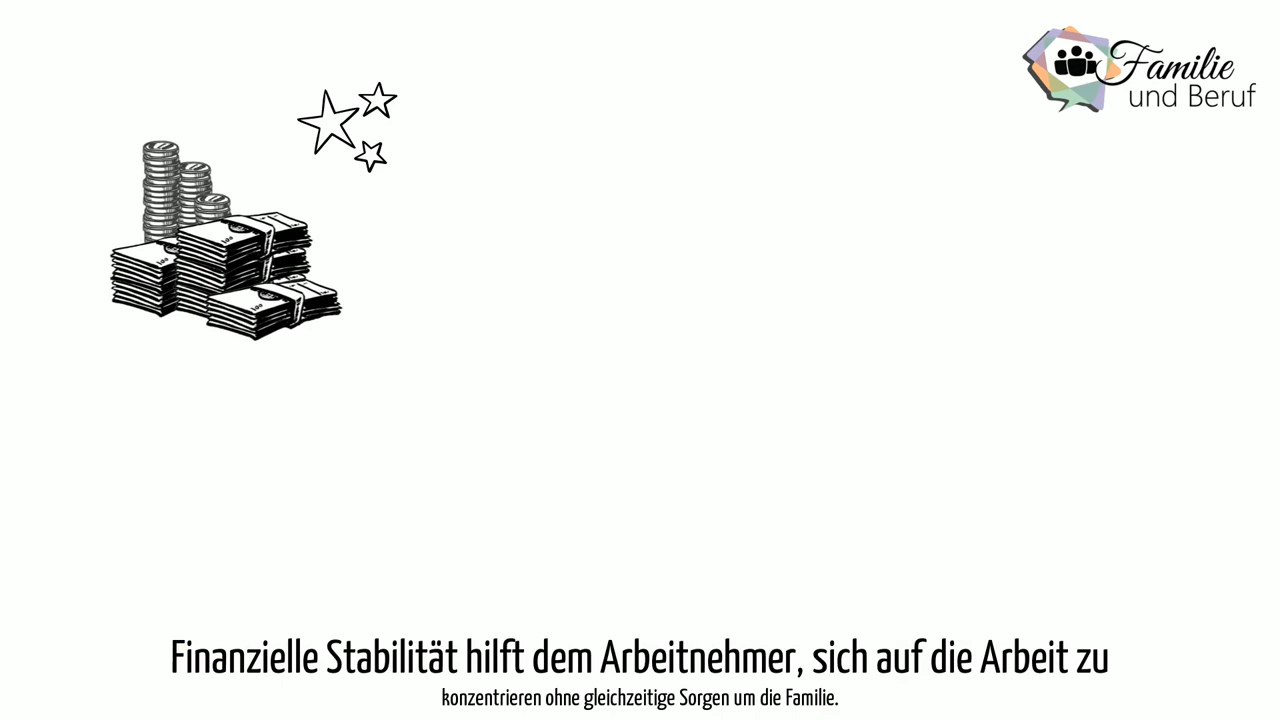 Familie
und Beruf
Finanzielle Stabilität hilft dem Arbeitnehmer, sich auf die Arbeit zu
konzentrieren ohne gleichzeitige Sorgen um die Familie.